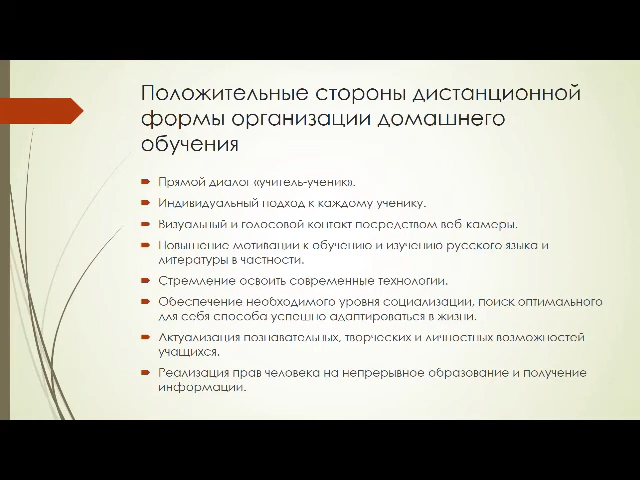 Положительные стороны дистанционной
формы организации домашнего
обучения
Прямой диалог «учитель-ученик».
Индивидуальный подход к каждому ученику.
Визуальный и голосовой контакт посредством веб-камеры.
Повышение мотивации к обучению и изучению русского языка и
литературы в частности.
Стремление освоить современные технологии.
Обеспечение необходимого уровня социализации, поиск оптимального
для себя способа успешно адаптироваться в жизни.
Актуализация познавательных, творческих и личностных возможностей
учащихся.
Реализация прав человека на непрерывное образование и получение
информации.